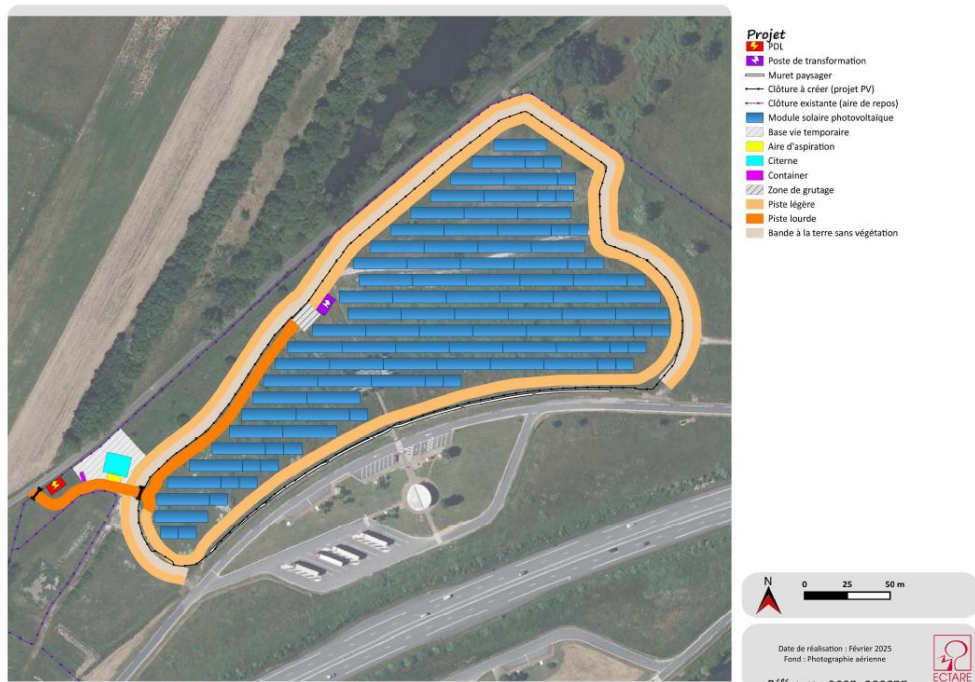 Projet
PDL
Poste de transformation
Muret paysager
Clôture à créer (projet PV)
Clôture existante (aire de repos)
Module solaire photovoltaïque
Base vie temporaire
Aire d'aspiration
Citerne
Container
Zone de grutage
Piste légère
Piste lourde
Bande à la terre sans végétation
N
0 25 50 m
Date de réalisation : Février 2025
Fond : Photographie aérienne
ECTARE